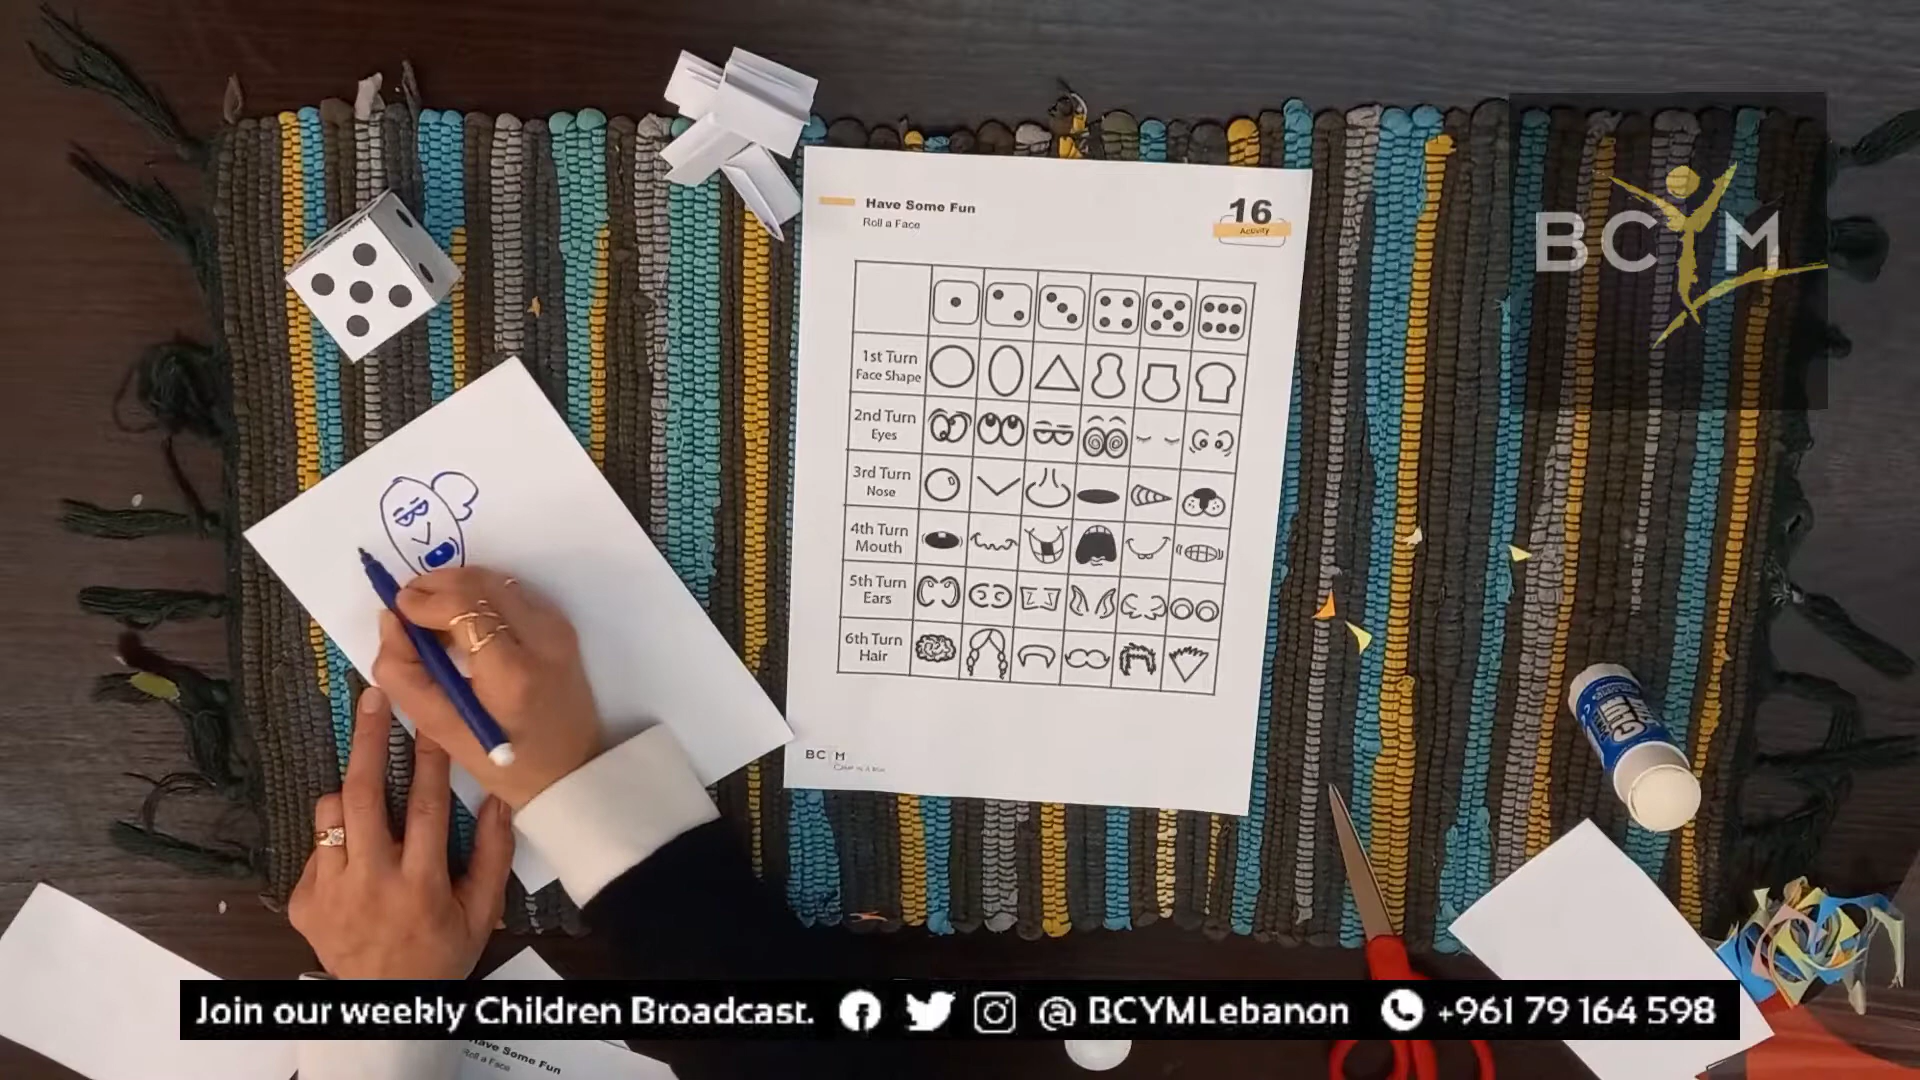 Have Some Fun
Roll a Face
16
Activity
1st Turn
Face Shape
2nd Turn
Eyes
3rd Turn
Nose
4th Turn
Mouth
5th Turn
Ears
6th Turn
Hair
BCYM
BCYM
Have Some Fun
Roll a Face
Join our weekly Children Broadcast. @ BCYMLebanon +961 79 164 598